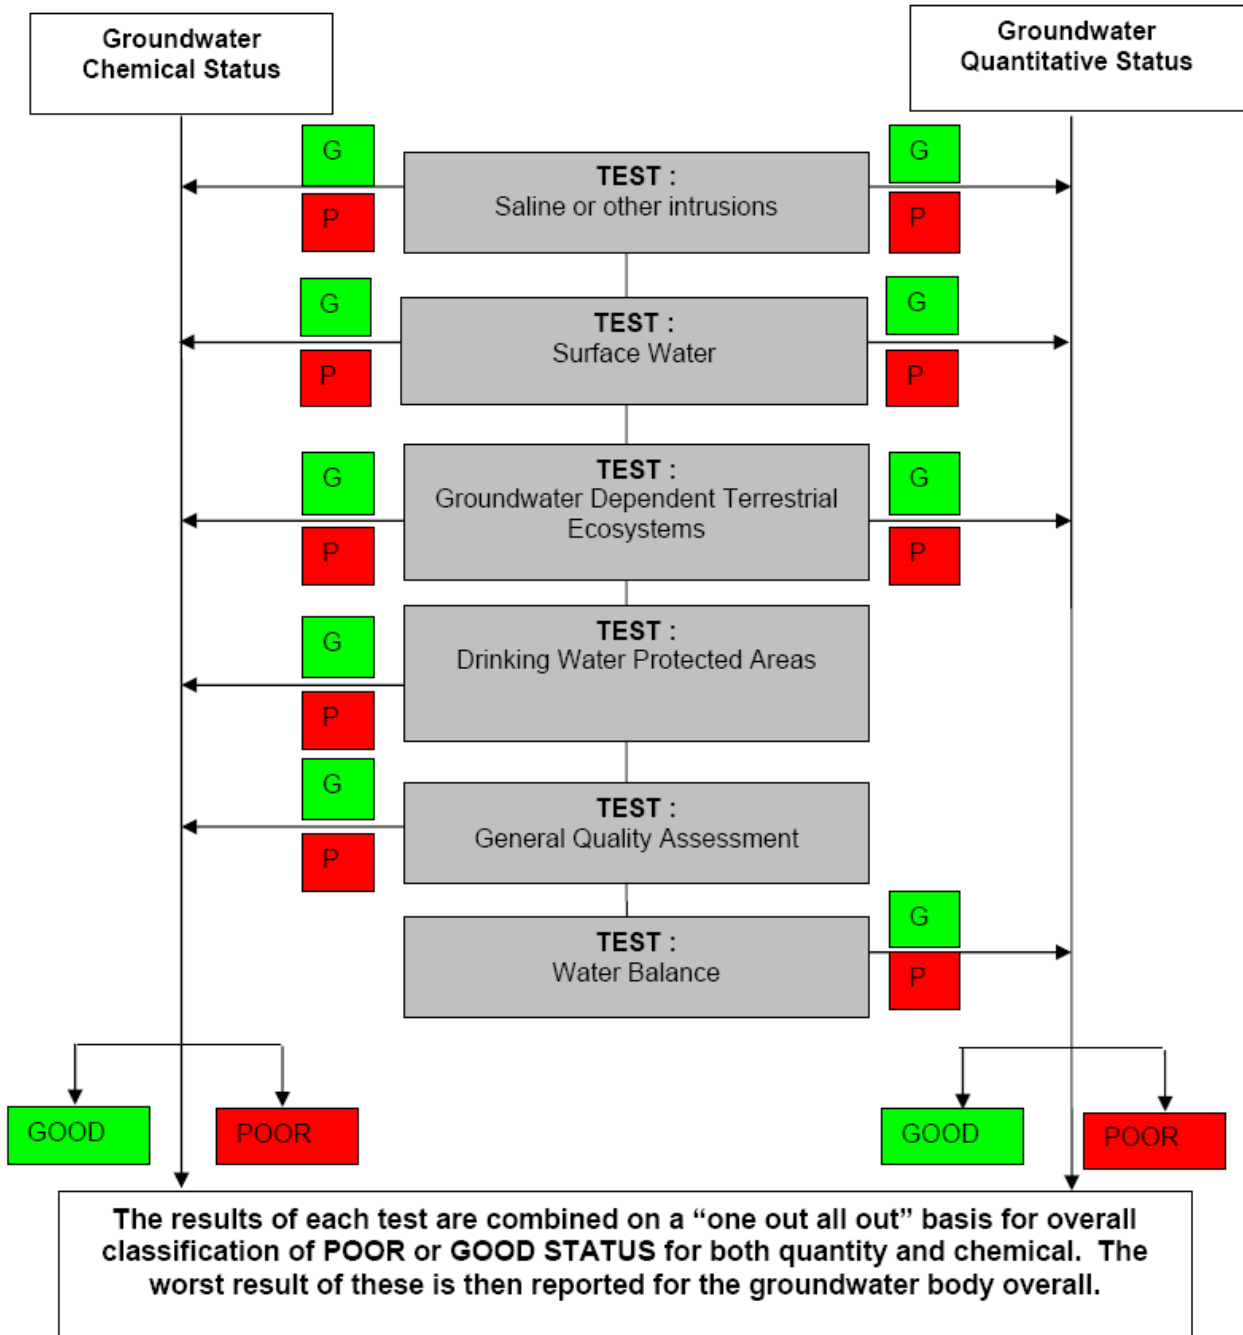 Groundwater
Chemical Status
Groundwater
Quantitative Status
G
P
TEST :
Saline or other intrusions
G
P
G
P
TEST :
Surface Water
G
P
G
P
TEST :
Groundwater Dependent Terrestrial
Ecosystems
G
P
G
P
TEST :
Drinking Water Protected Areas
G
P
TEST :
General Quality Assessment
TEST :
Water Balance
G
P
GOOD
POOR
GOOD
POOR
The results of each test are combined on a “one out all out” basis for overall
classification of POOR or GOOD STATUS for both quantity and chemical.  The
worst result of these is then reported for the groundwater body overall.